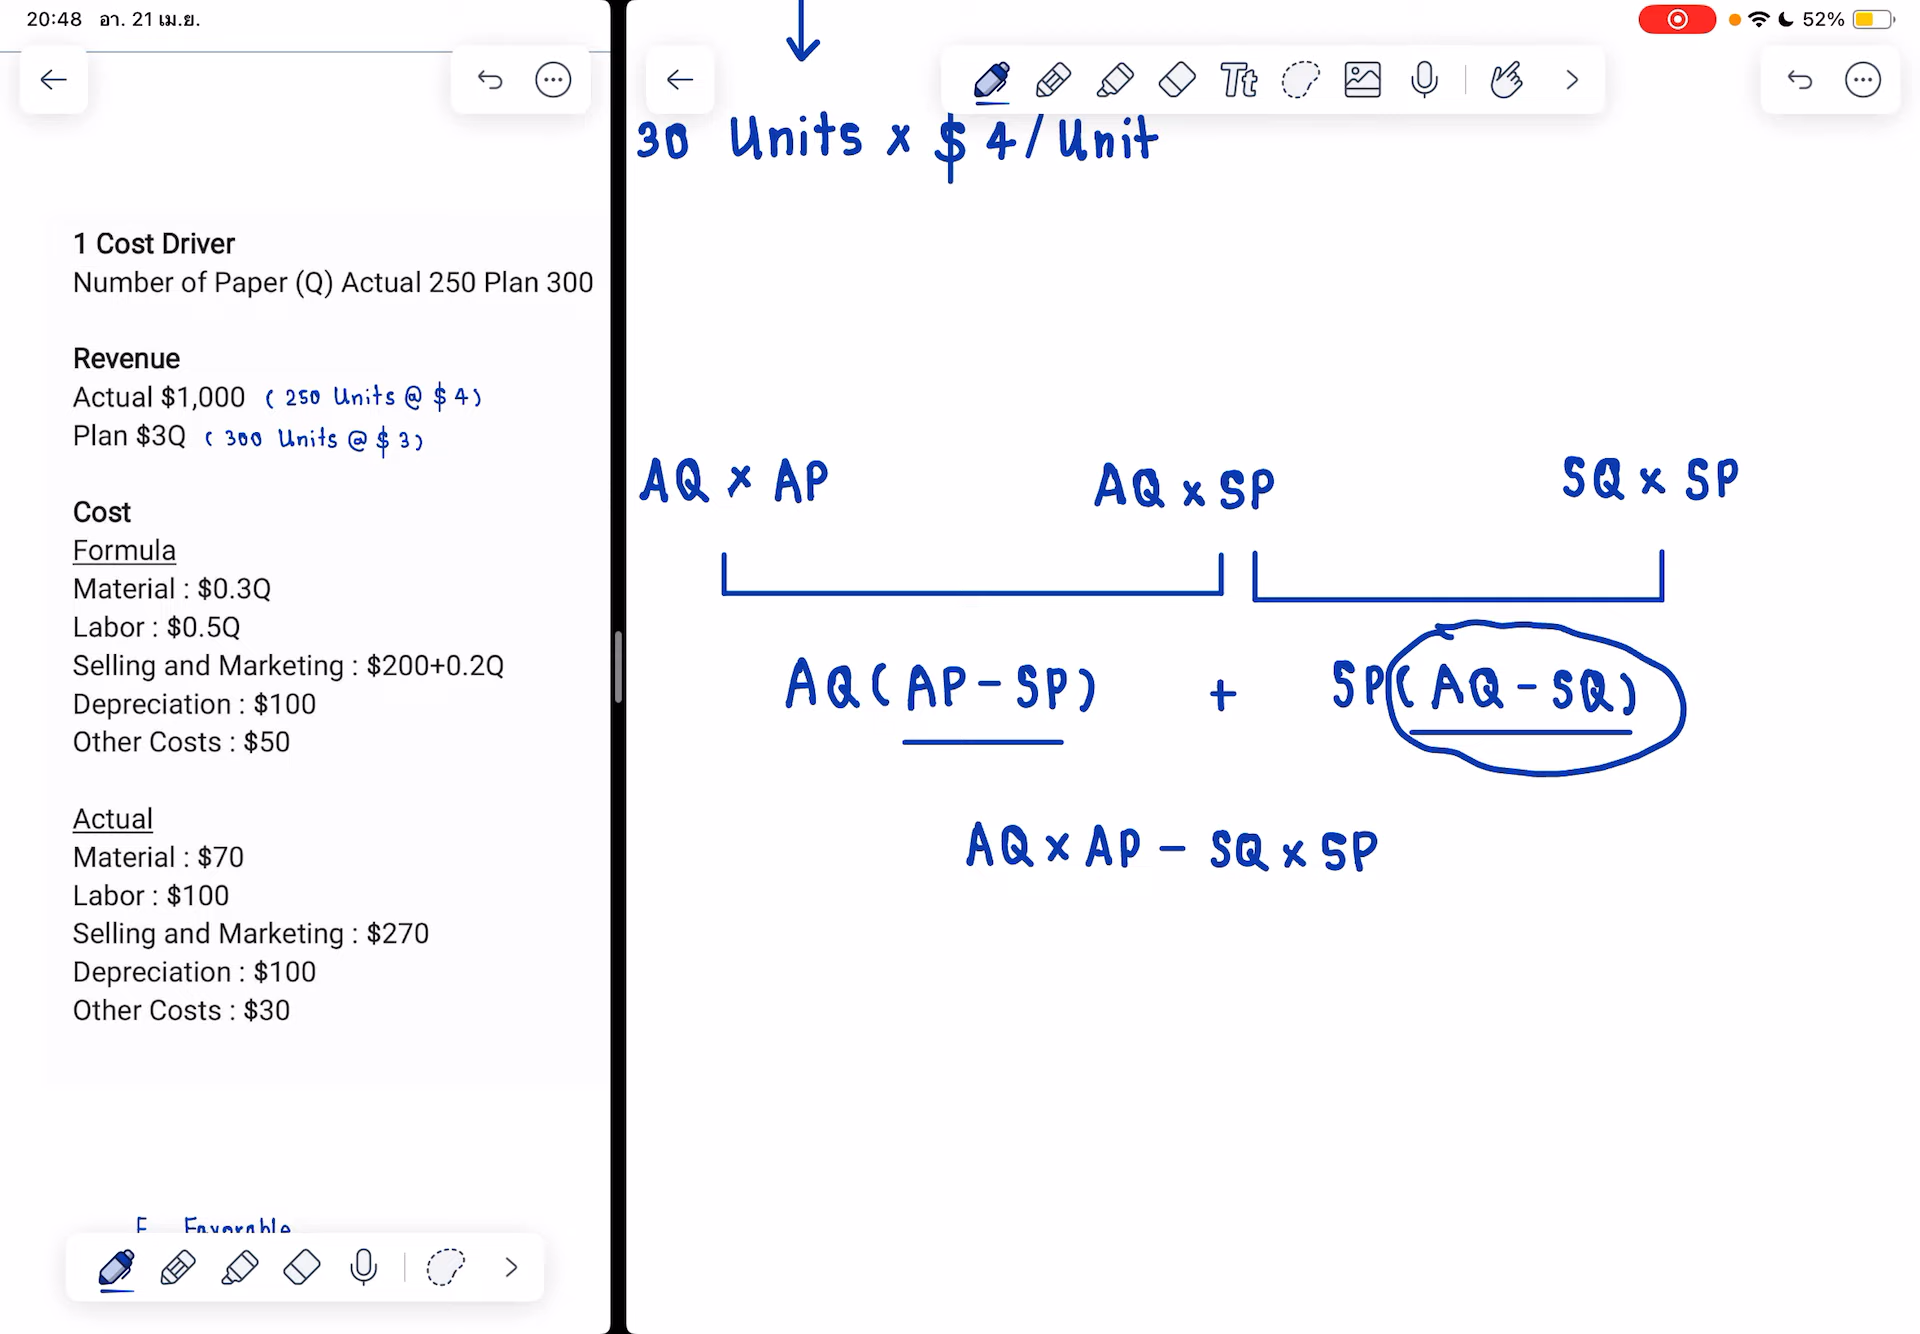 20:48 อา. 21 เม.ย.
52%
1 Cost Driver
Number of Paper (Q) Actual 250 Plan 300
Revenue
Actual $1,000 (250 Units @ $4)
Plan $3Q (300 Units @ $3)
Cost
Formula
Material : $0.3Q
Labor : $0.5Q
Selling and Marketing : $200+0.2Q
Depreciation : $100
Other Costs : $50
Actual
Material : $70
Labor : $100
Selling and Marketing : $270
Depreciation : $100
Other Costs : $30
F Favorable
Tt
30 Units x $4/Unit
AQ x AP AQ x SP SQ x SP
AQ(AP-SP) + SP(AQ-SQ)
AQ x AP - SQ x SP